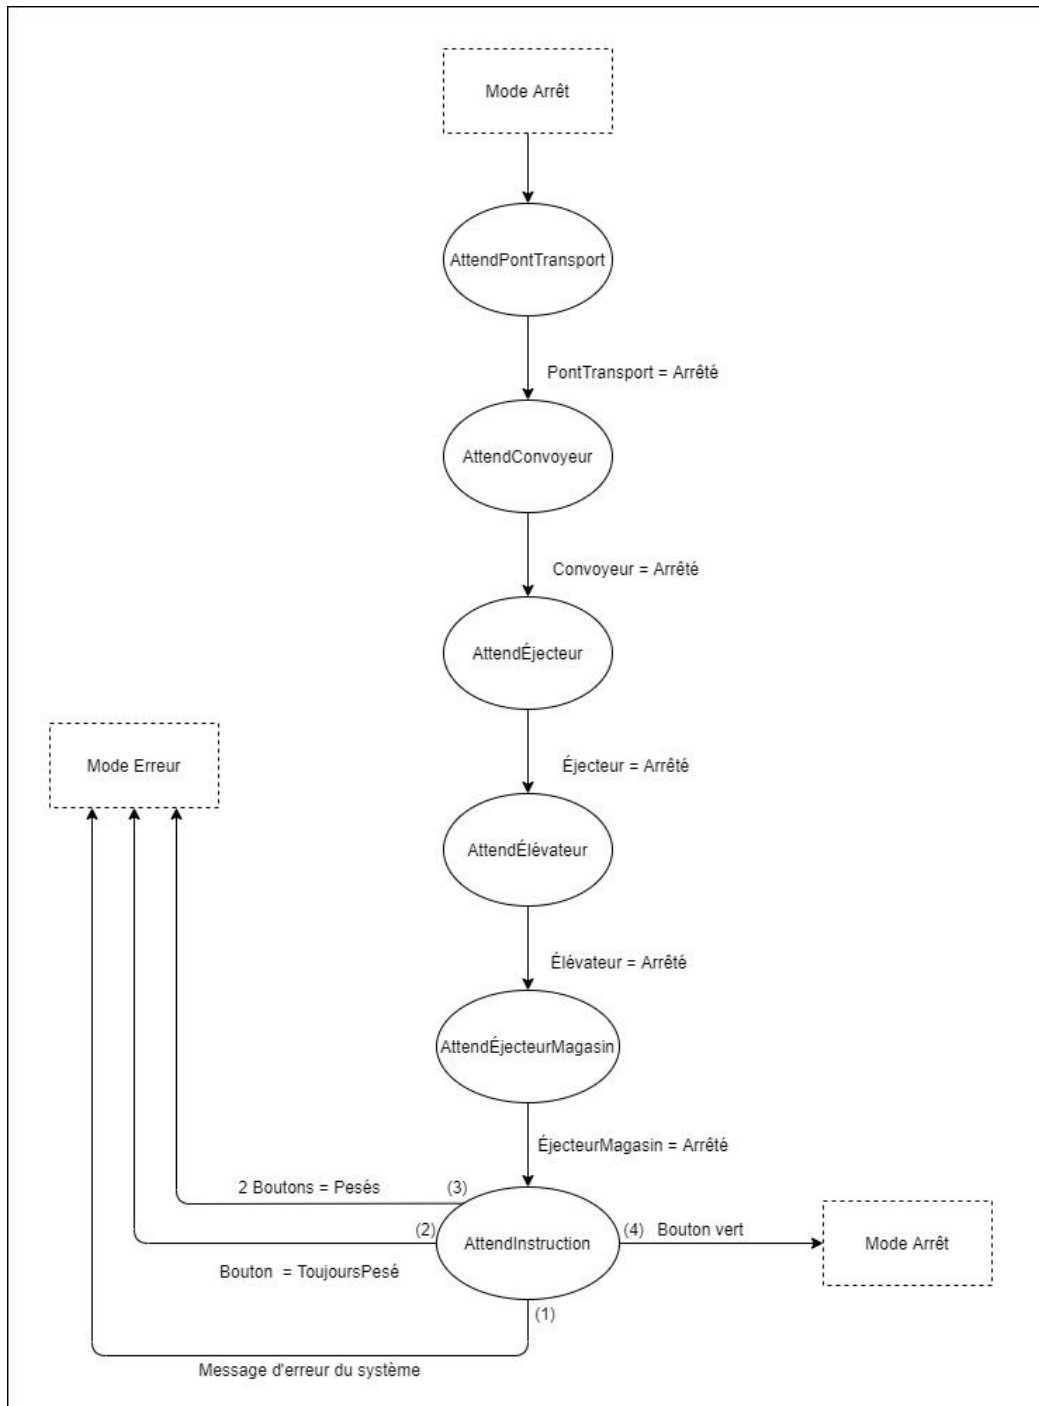 Mode Arrêt
AttendPontTransport
PontTransport = Arrêté
AttendConvoyeur
Convoyeur = Arrêté
AttendÉjecteur
Éjecteur = Arrêté
Mode Erreur
AttendÉlévateur
Élévateur = Arrêté
AttendÉjecteurMagasin
ÉjecteurMagasin = Arrêté
2 Boutons = Pesés (3)
(2) AttendInstruction (4) Bouton vert Mode Arrêt
Bouton = ToujoursPesé
(1)
Message d'erreur du système